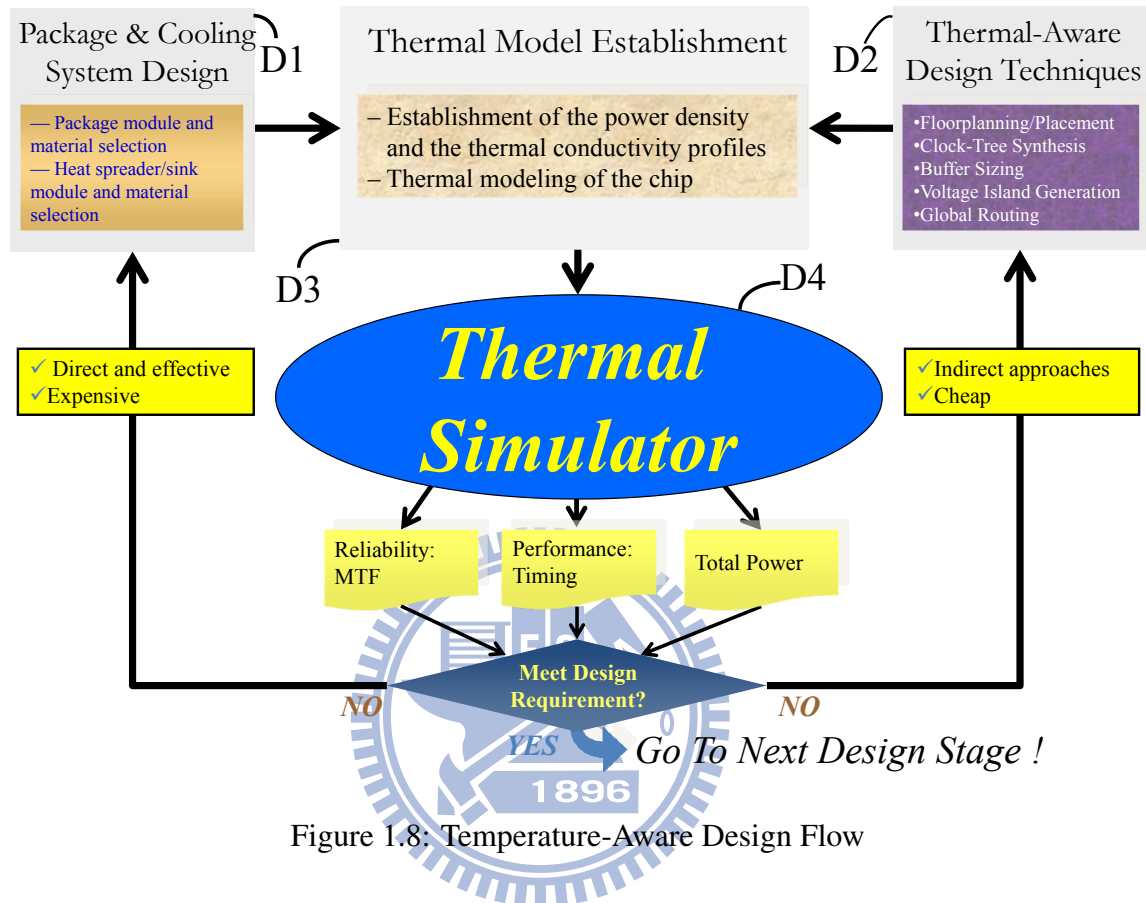 Package & Cooling
System Design
D1
— Package module and
material selection
— Heat spreader/sink
module and material
selection
Thermal Model Establishment
– Establishment of the power density
and the thermal conductivity profiles
– Thermal modeling of the chip
D2
Thermal-Aware
Design Techniques
•Floorplanning/Placement
•Clock-Tree Synthesis
•Buffer Sizing
•Voltage Island Generation
•Global Routing
D3
D4
✓ Direct and effective
✓Expensive
Thermal
Simulator
✓Indirect approaches
✓Cheap
Reliability:
MTF
Performance:
Timing
Total Power
Meet Design
Requirement?
NO
NO
YES
Go To Next Design Stage !
1896
Figure 1.8: Temperature-Aware Design Flow